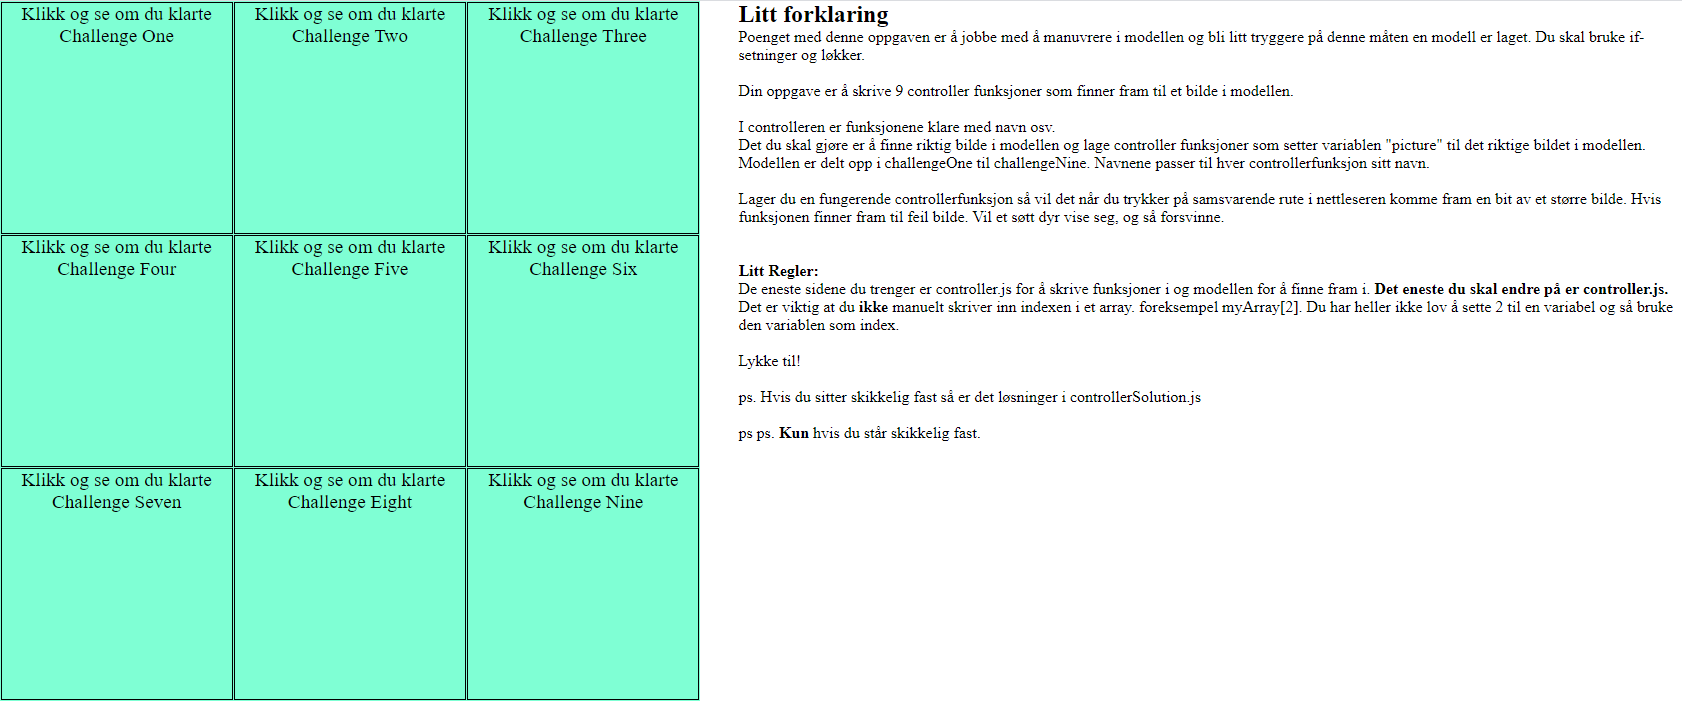 Klikk og se om du klarte
Challenge One
Klikk og se om du klarte
Challenge Two
Klikk og se om du klarte
Challenge Three
Klikk og se om du klarte
Challenge Four
Klikk og se om du klarte
Challenge Five
Klikk og se om du klarte
Challenge Six
Klikk og se om du klarte
Challenge Seven
Klikk og se om du klarte
Challenge Eight
Klikk og se om du klarte
Challenge Nine
Litt forklaring
Poenget med denne oppgaven er å jobbe med å manuvrere i modellen og bli litt tryggere på denne måten en modell er laget. Du skal bruke if-
setninger og løkker.
Din oppgave er å skrive 9 controller funksjoner som finner fram til et bilde i modellen.
I controlleren er funksjonene klare med navn osv.
Det du skal gjøre er å finne riktig bilde i modellen og lage controller funksjoner som setter variablen "picture" til det riktige bildet i modellen.
Modellen er delt opp i challengeOne til challengeNine. Navnene passer til hver controllerfunksjon sitt navn.
Lager du en fungerende controllerfunksjon så vil det når du trykker på samsvarende rute i nettleseren komme fram en bit av et større bilde. Hvis
funksjonen finner fram til feil bilde. Vil et søtt dyr vise seg, og så forsvinne.
Litt Regler:
De eneste sidene du trenger er controller.js for å skrive funksjoner i og modellen for å finne fram i. Det eneste du skal endre på er controller.js.
Det er viktig at du ikke manuelt skriver inn indexen i et array. foreksempel myArray[2]. Du har heller ikke lov å sette 2 til en variabel og så bruke
den variablen som index.
Lykke til!
ps. Hvis du sitter skikkelig fast så er det løsninger i controllerSolution.js
ps ps. Kun hvis du står skikkelig fast.